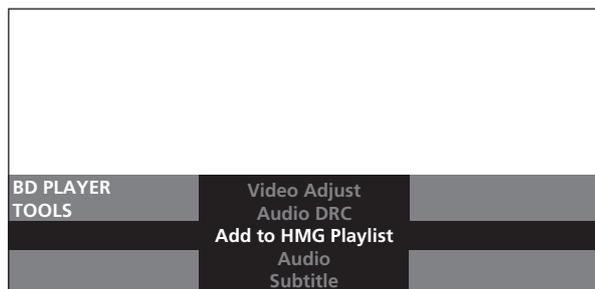 BD PLAYER
TOOLS
Video Adjust
Audio DRC
Add to HMG Playlist
Audio
Subtitle